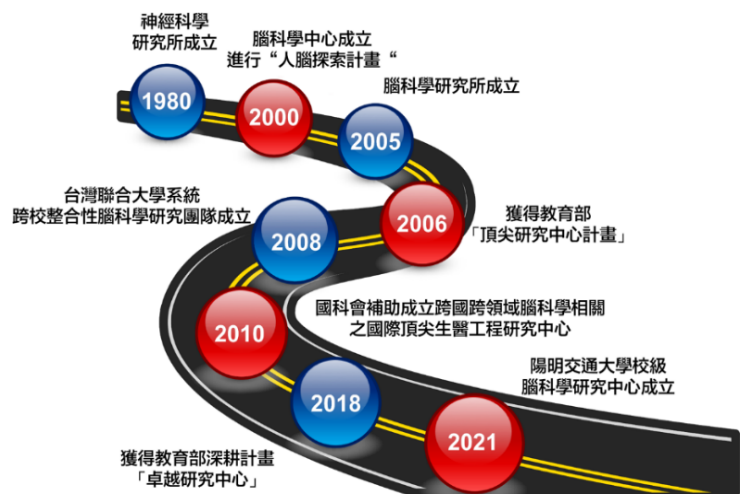 神經科學
研究所成立
1980
腦科學中心成立
進行“人腦探索計畫“
2000
腦科學研究所成立
2005
獲得教育部
「頂尖研究中心計畫」
2006
台灣聯合大學系統
跨校整合性腦科學研究團隊成立
2008
國科會補助成立跨國跨領域腦科學相關
之國際頂尖生醫工程研究中心
2010
獲得教育部深耕計畫
「卓越研究中心」
2018
陽明交通大學校級
腦科學研究中心成立
2021